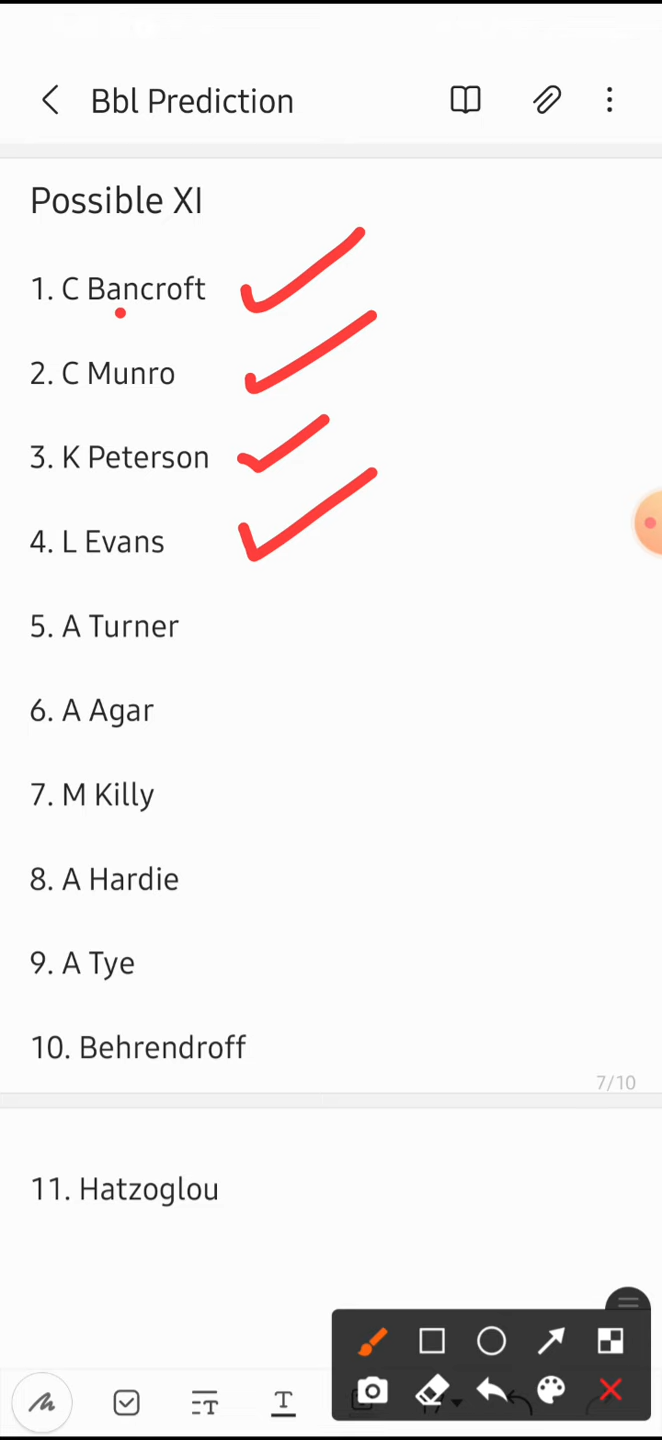 Bbl Prediction
Possible XI
1. C Bancroft
2. C Munro
3. K Peterson
4. L Evans
5. A Turner
6. A Agar
7. M Killy
8. A Hardie
9. A Tye
10. Behrendroff
7/10
11. Hatzoglou